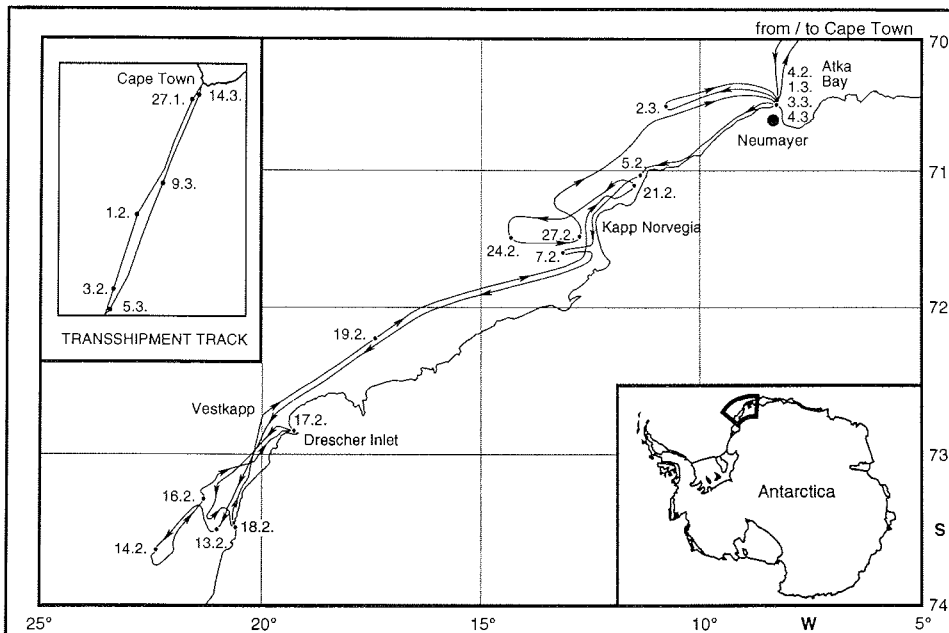 from / to Cape Town
70
Cape Town
27.1.
14.3.
9.3.
1.2.
3.2.
5.3.
TRANSSHIPMENT TRACK
4.2.
1.3.
3.3.
4.3
Atka
Bay
2.3.
Neumayer
5.2.
71
21.2.
Kapp Norvegia
24.2.
27.2.
7.2.
72
19.2.
Vestkapp
17.2.
Drescher Inlet
73
16.2.
14.2.
13.2.
18.2.
Antarctica
S
74
25°
20°
15°
10°
W
5°